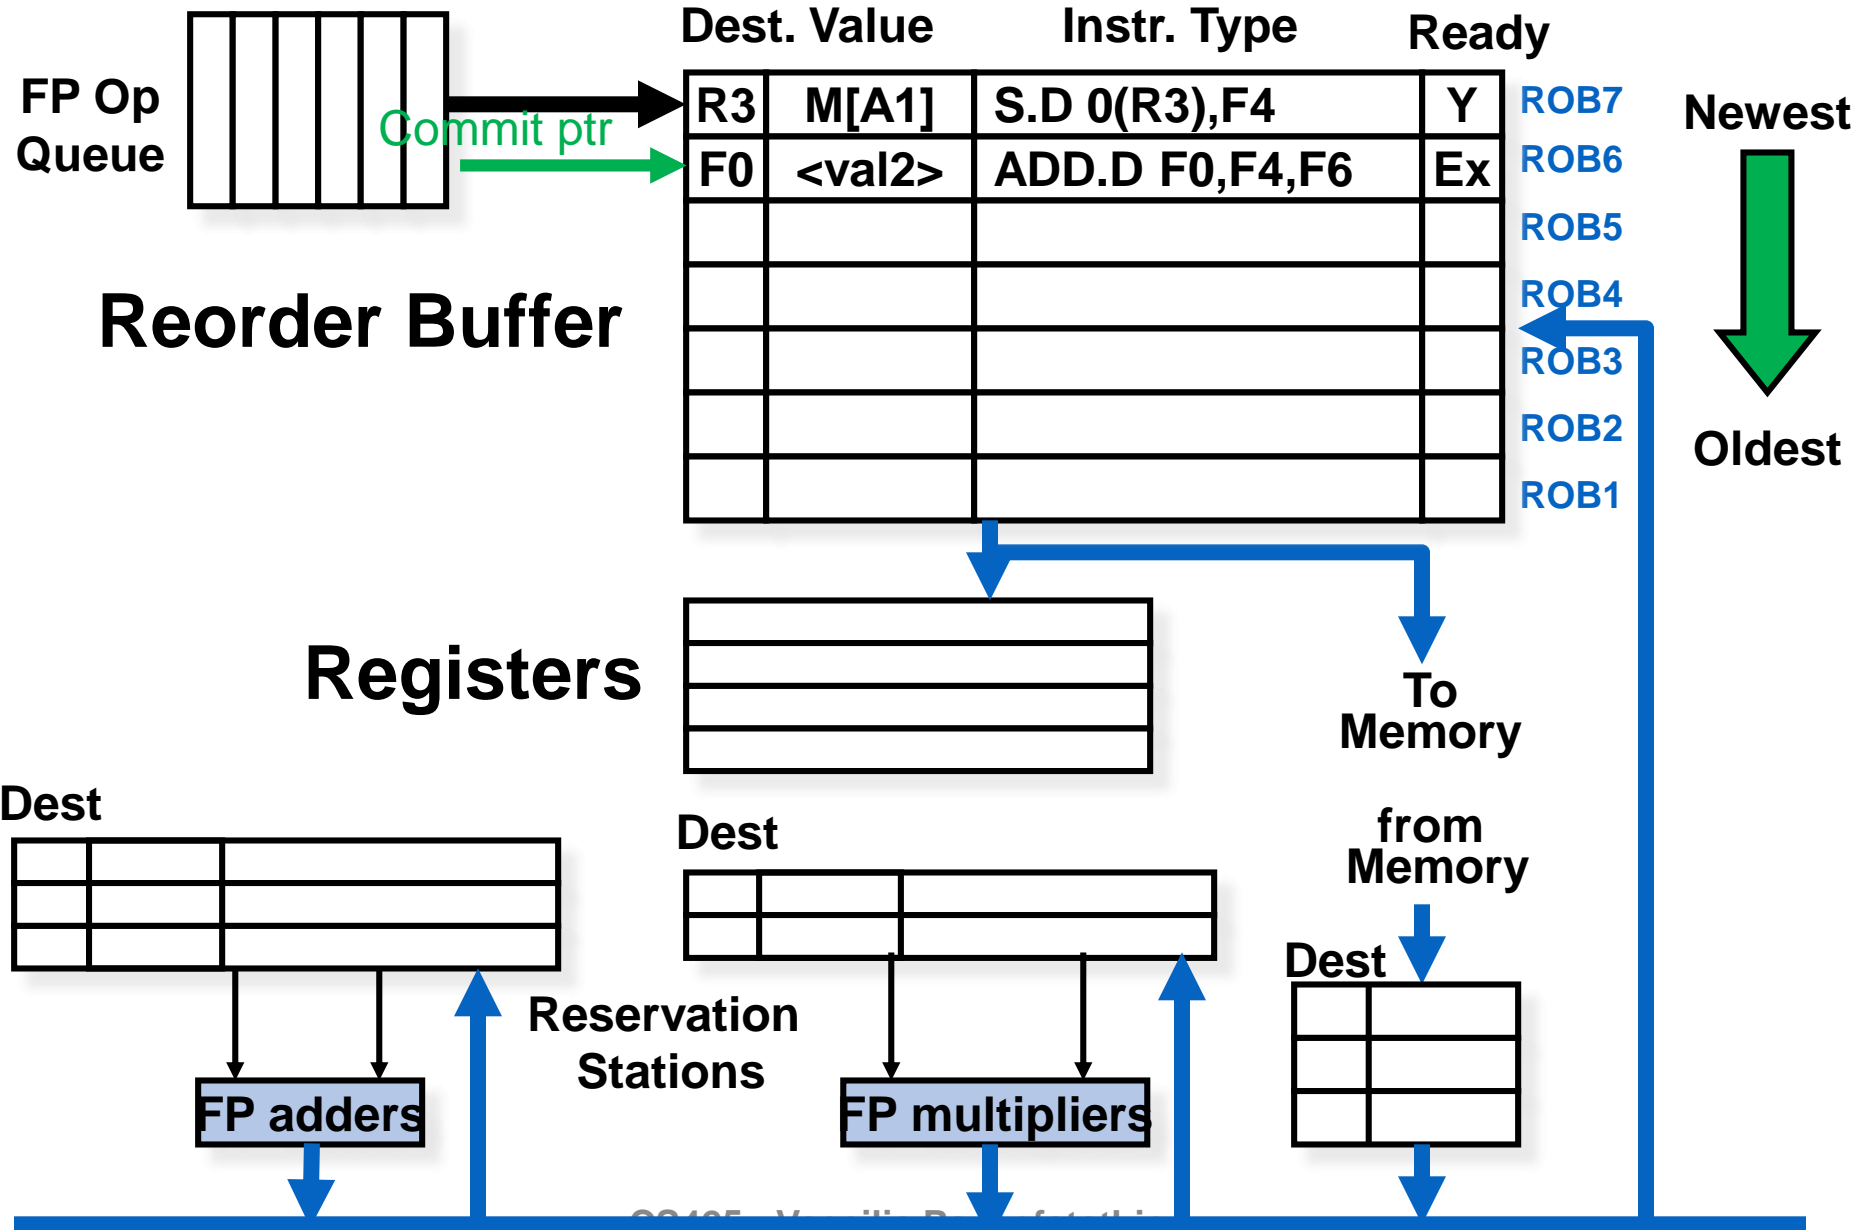 Dest. Value Instr. Type Ready
FP Op
Queue
Commit ptr
R3 M[A1] S.D 0(R3),F4 Y ROB7
F0 <val2> ADD.D F0,F4,F6 Ex ROB6
ROB5
ROB4
ROB3
ROB2
ROB1
Newest
Oldest
Reorder Buffer
Registers
To
Memory
Dest
Dest
from
Memory
Dest
Reservation
Stations
FP adders
FP multipliers